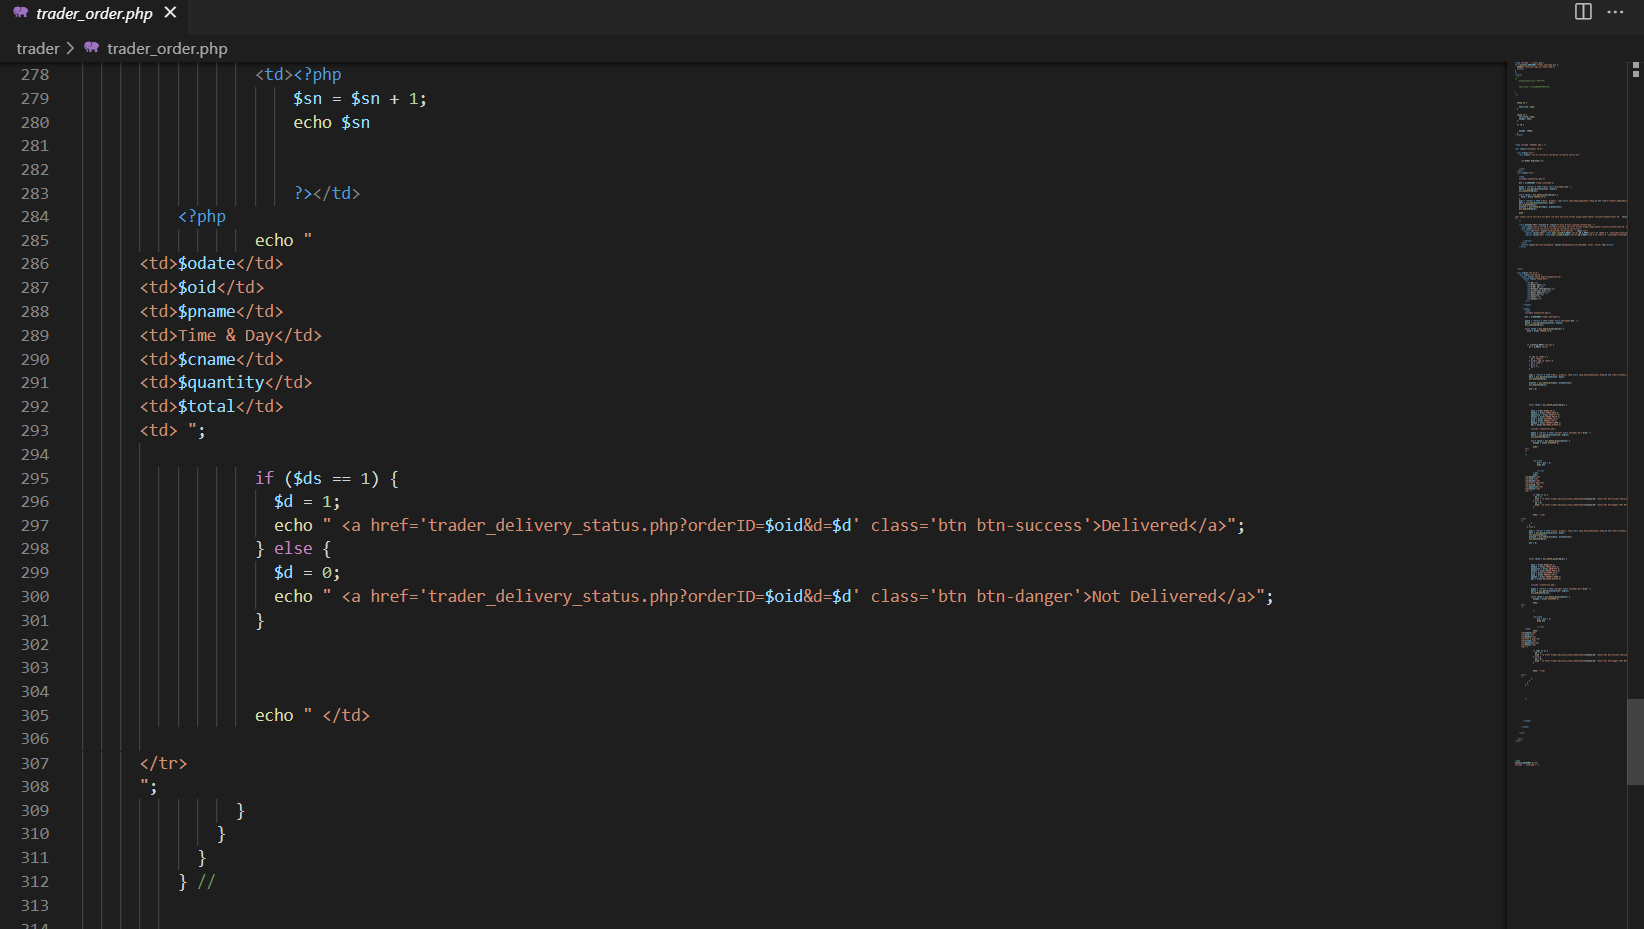 trader_order.php ×
trader > trader_order.php
278 <td><?php
279 $sn = $sn + 1;
280 echo $sn
281
282
283 ?></td>
284 <?php
285 echo "
286 <td>$odate</td>
287 <td>$oid</td>
288 <td>$pname</td>
289 <td>Time & Day</td>
290 <td>$cname</td>
291 <td>$quantity</td>
292 <td>$total</td>
293 <td> ";
294
295 if ($ds == 1) {
296 $d = 1;
297 echo " <a href='trader_delivery_status.php?orderID=$oid&d=$d' class='btn btn-success'>Delivered</a>";
298 } else {
299 $d = 0;
300 echo " <a href='trader_delivery_status.php?orderID=$oid&d=$d' class='btn btn-danger'>Not Delivered</a>";
301 }
302
303
304
305 echo " </td>
306
307 </tr>
308 ";
309 }
310 }
311 }
312 } //
313
314